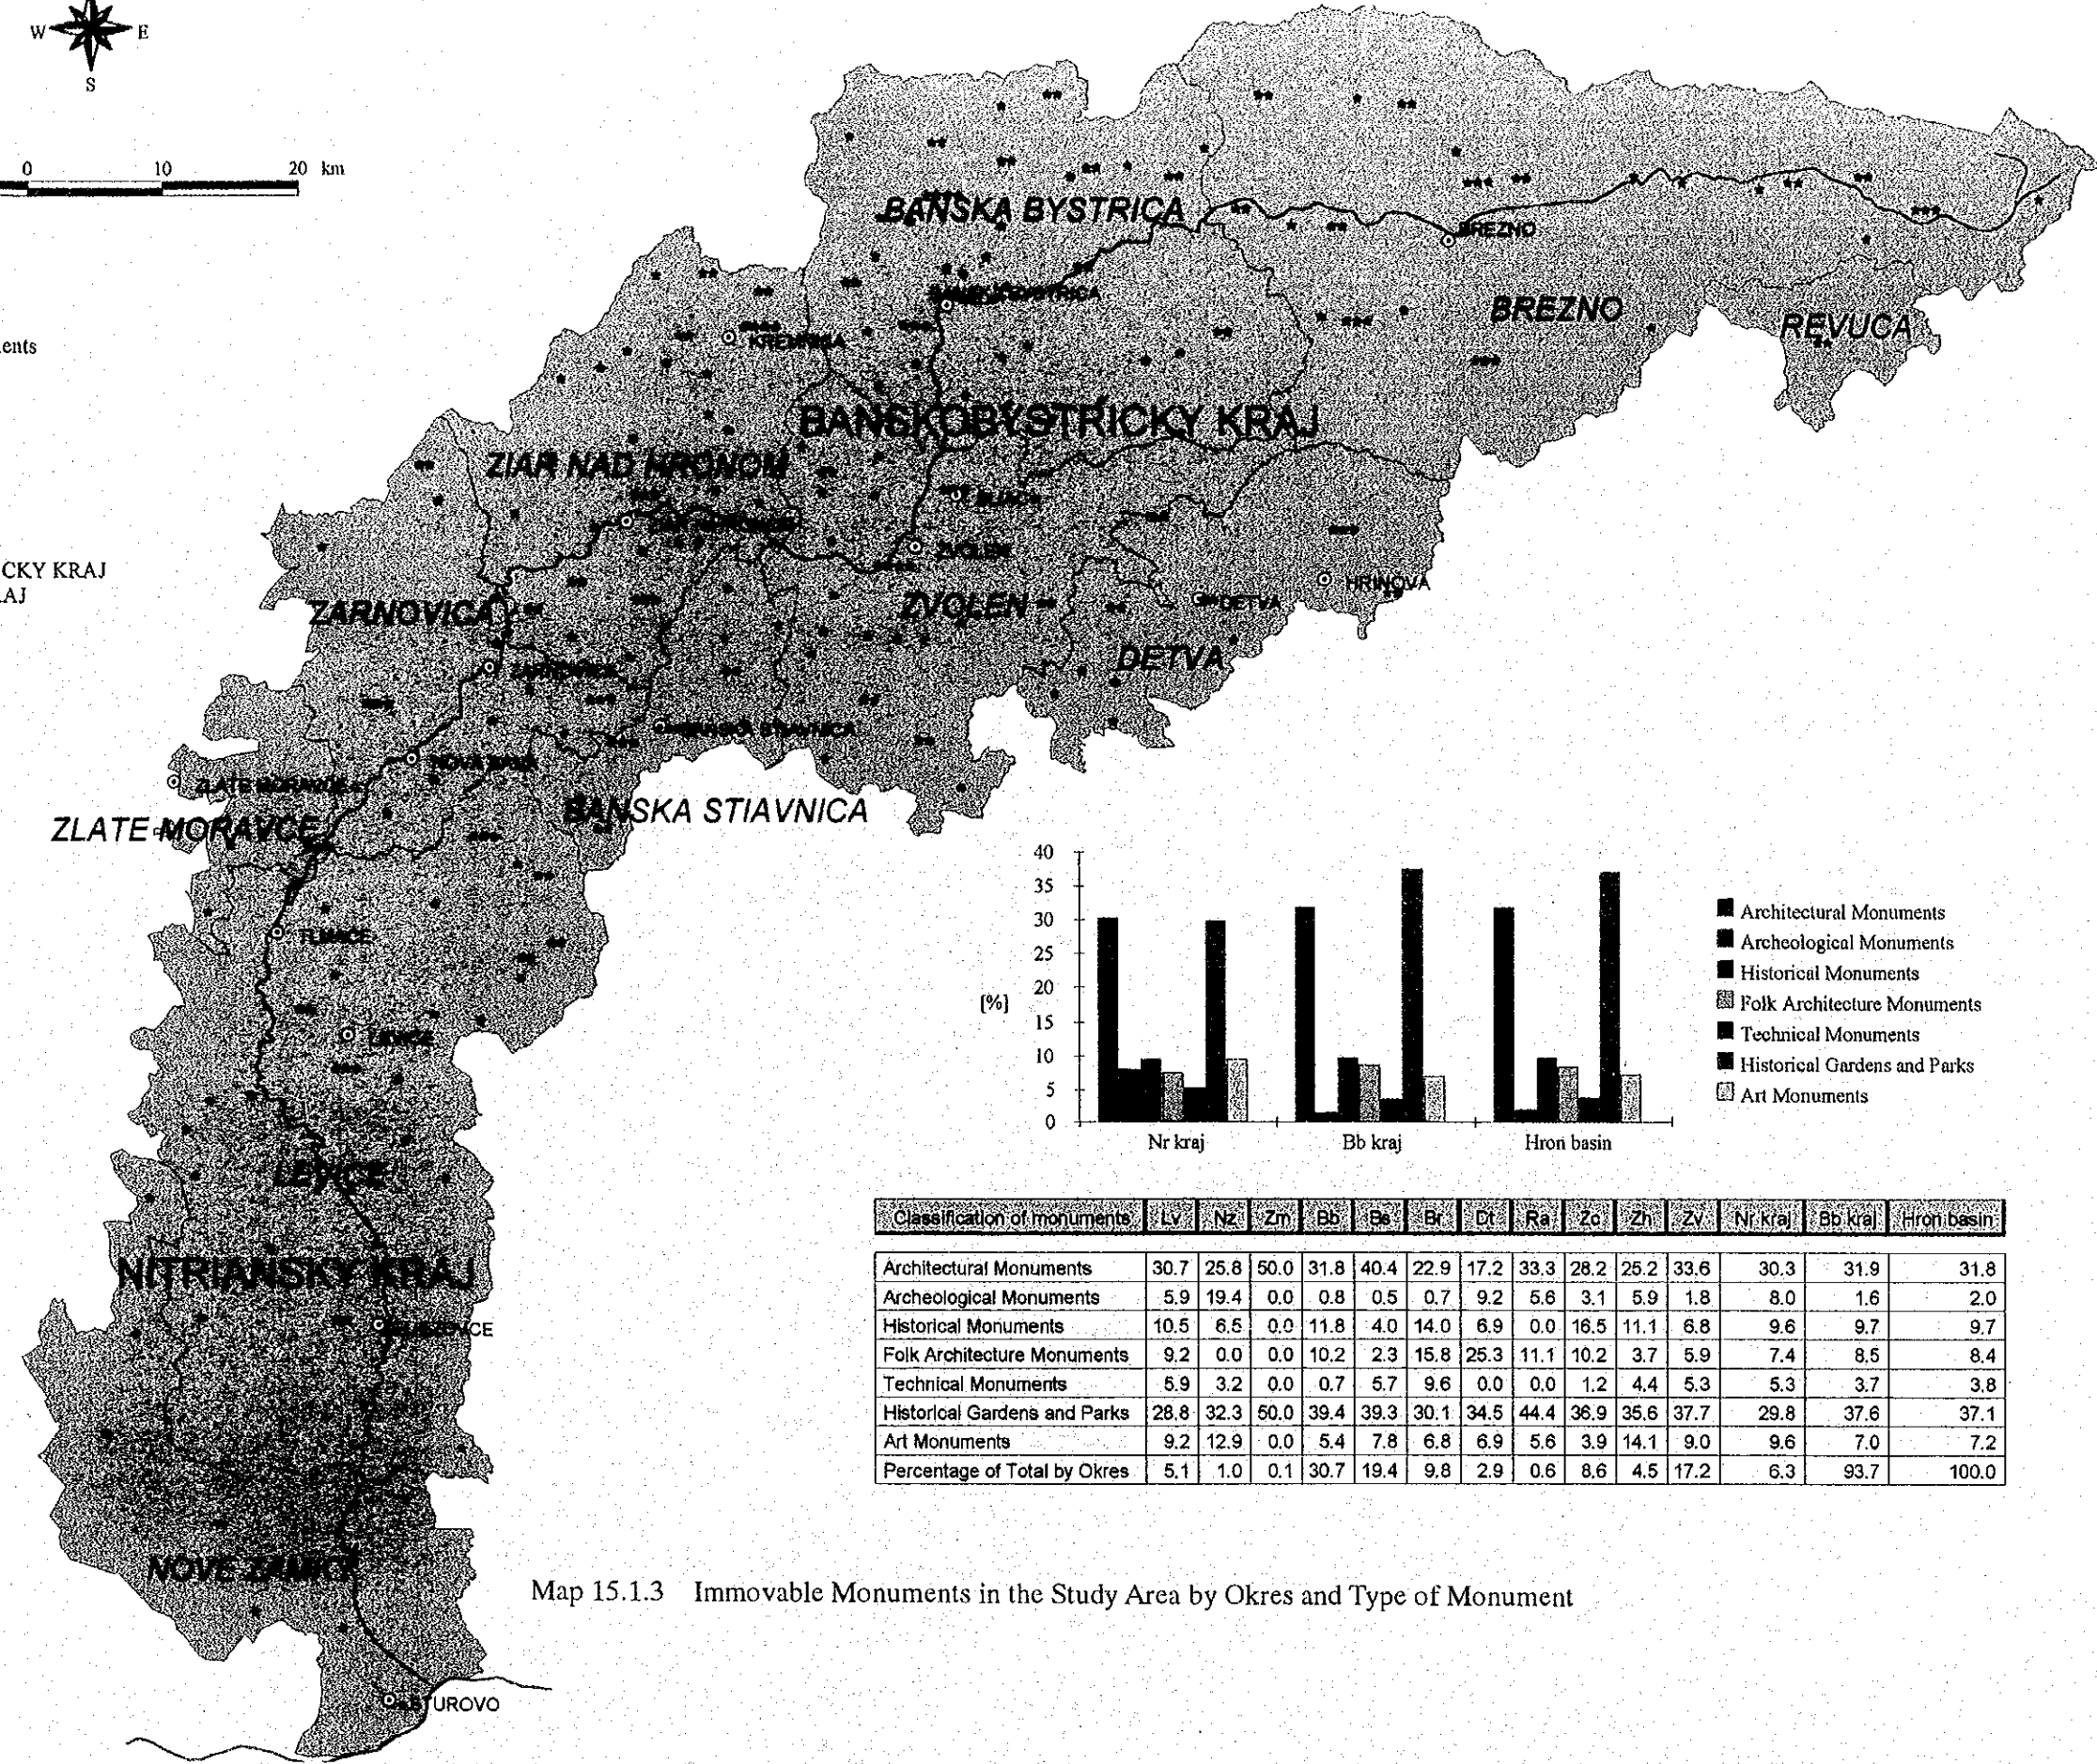 W E
S
0 10 20 km
ents
CKY KRAJ
AJ
BANSKA BYSTRICA
BREZNO
BREZNO
REVUCA
KREMNICA
BANSKOBYSTRICKY KRAJ
ZIAR NAD HRONOM
SLIAC
ZVOLEN
HRINOVA
DETVA
ZVOLEN
DETVA
ZARNOVICA
ZARNOVICA
BANSKA STIAVNICA
NOVA BANA
ZLATE MORAVCE
ZLATE MORAVCE
BANSKA STIAVNICA
TLMACE
LEVICE
LEVICE
NITRIANSKY KRAJ
NOVE ZAMKY
STUROVO
40
35
30
25
20
15
10
5
0
[%]
Nr kraj Bb kraj Hron basin
Architectural Monuments
Archeological Monuments
Historical Monuments
Folk Architecture Monuments
Technical Monuments
Historical Gardens and Parks
Art Monuments
Classification of monuments Lv Nz Zm Bb Bs Br Dt Ra Zc Zh Zv Nr kraj Bb kraj Hron basin
Architectural Monuments 30.7 25.8 50.0 31.8 40.4 22.9 17.2 33.3 28.2 25.2 33.6 30.3 31.9 31.8
Archeological Monuments 5.9 19.4 0.0 0.8 0.5 0.7 9.2 5.6 3.1 5.9 1.8 8.0 1.6 2.0
Historical Monuments 10.5 6.5 0.0 11.8 4.0 14.0 6.9 0.0 16.5 11.1 6.8 9.6 9.7 9.7
Folk Architecture Monuments 9.2 0.0 0.0 10.2 2.3 15.8 25.3 11.1 10.2 3.7 5.9 7.4 8.5 8.4
Technical Monuments 5.9 3.2 0.0 0.7 5.7 9.6 0.0 0.0 1.2 4.4 5.3 5.3 3.7 3.8
Historical Gardens and Parks 28.8 32.3 50.0 39.4 39.3 30.1 34.5 44.4 36.9 35.6 37.7 29.8 37.6 37.1
Art Monuments 9.2 12.9 0.0 5.4 7.8 6.8 6.9 5.6 3.9 14.1 9.0 9.6 7.0 7.2
Percentage of Total by Okres 5.1 1.0 0.1 30.7 19.4 9.8 2.9 0.6 8.6 4.5 17.2 6.3 93.7 100.0
Map 15.1.3 Immovable Monuments in the Study Area by Okres and Type of Monument